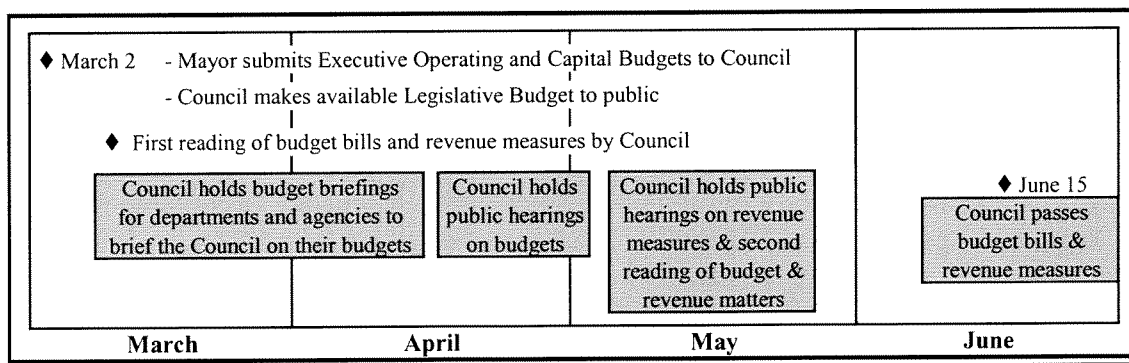 ♦ March 2 - Mayor submits Executive Operating and Capital Budgets to Council
- Council makes available Legislative Budget to public
♦ First reading of budget bills and revenue measures by Council
Council holds budget briefings
for departments and agencies to
brief the Council on their budgets
Council holds
public hearings
on budgets
Council holds public
hearings on revenue
measures & second
reading of budget &
revenue matters
♦ June 15
Council passes
budget bills &
revenue measures
March April May June